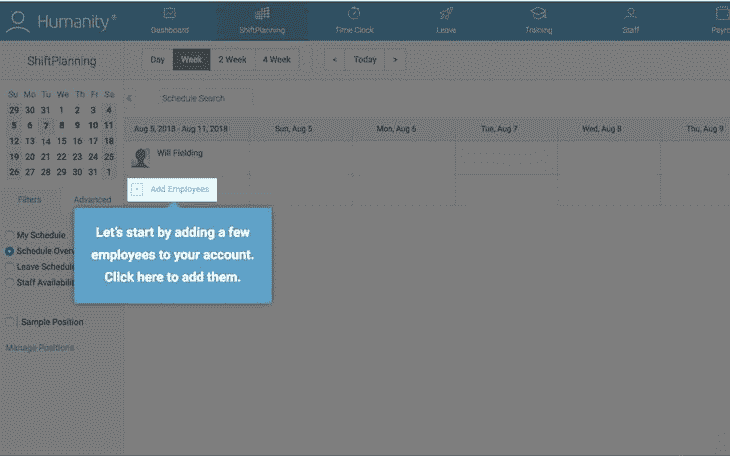 Humanity®
Dashboard
ShiftPlanning
Time Clock
Leave
Training
Staff
ShiftPlanning
Day
Week
2 Week
4 Week
<
Today
>
Su Mo Tu We Th Fr Sa
29 30 31 1 2 3 4
5 6 7 8 9 10 11
12 13 14 15 16 17 18
19 20 21 22 23 24 25
26 27 28 29 30 31 1
Schedule Search
Aug 5, 2018 - Aug 11, 2018
Sun, Aug 5
Mon, Aug 6
Tue, Aug 7
Wed, Aug 8
Thu, Aug 9
Will Fielding
Add Employees
Let's start by adding a few
employees to your account.
Click here to add them.
Filters
Advanced
My Schedule
Schedule Overv
Leave Schedule
Staff Availabili
Sample Position
Manage Positions